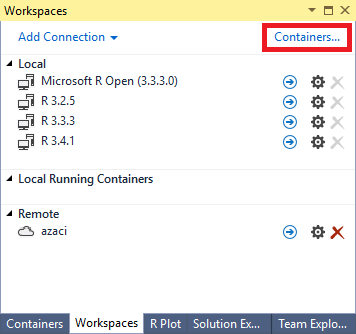 Workspaces
Add Connection Containers...
Local
Microsoft R Open (3.3.3.0)
R 3.2.5
R 3.3.3
R 3.4.1
Local Running Containers
Remote
azaci
Containers Workspaces R Plot Solution Ex... Team Explo...